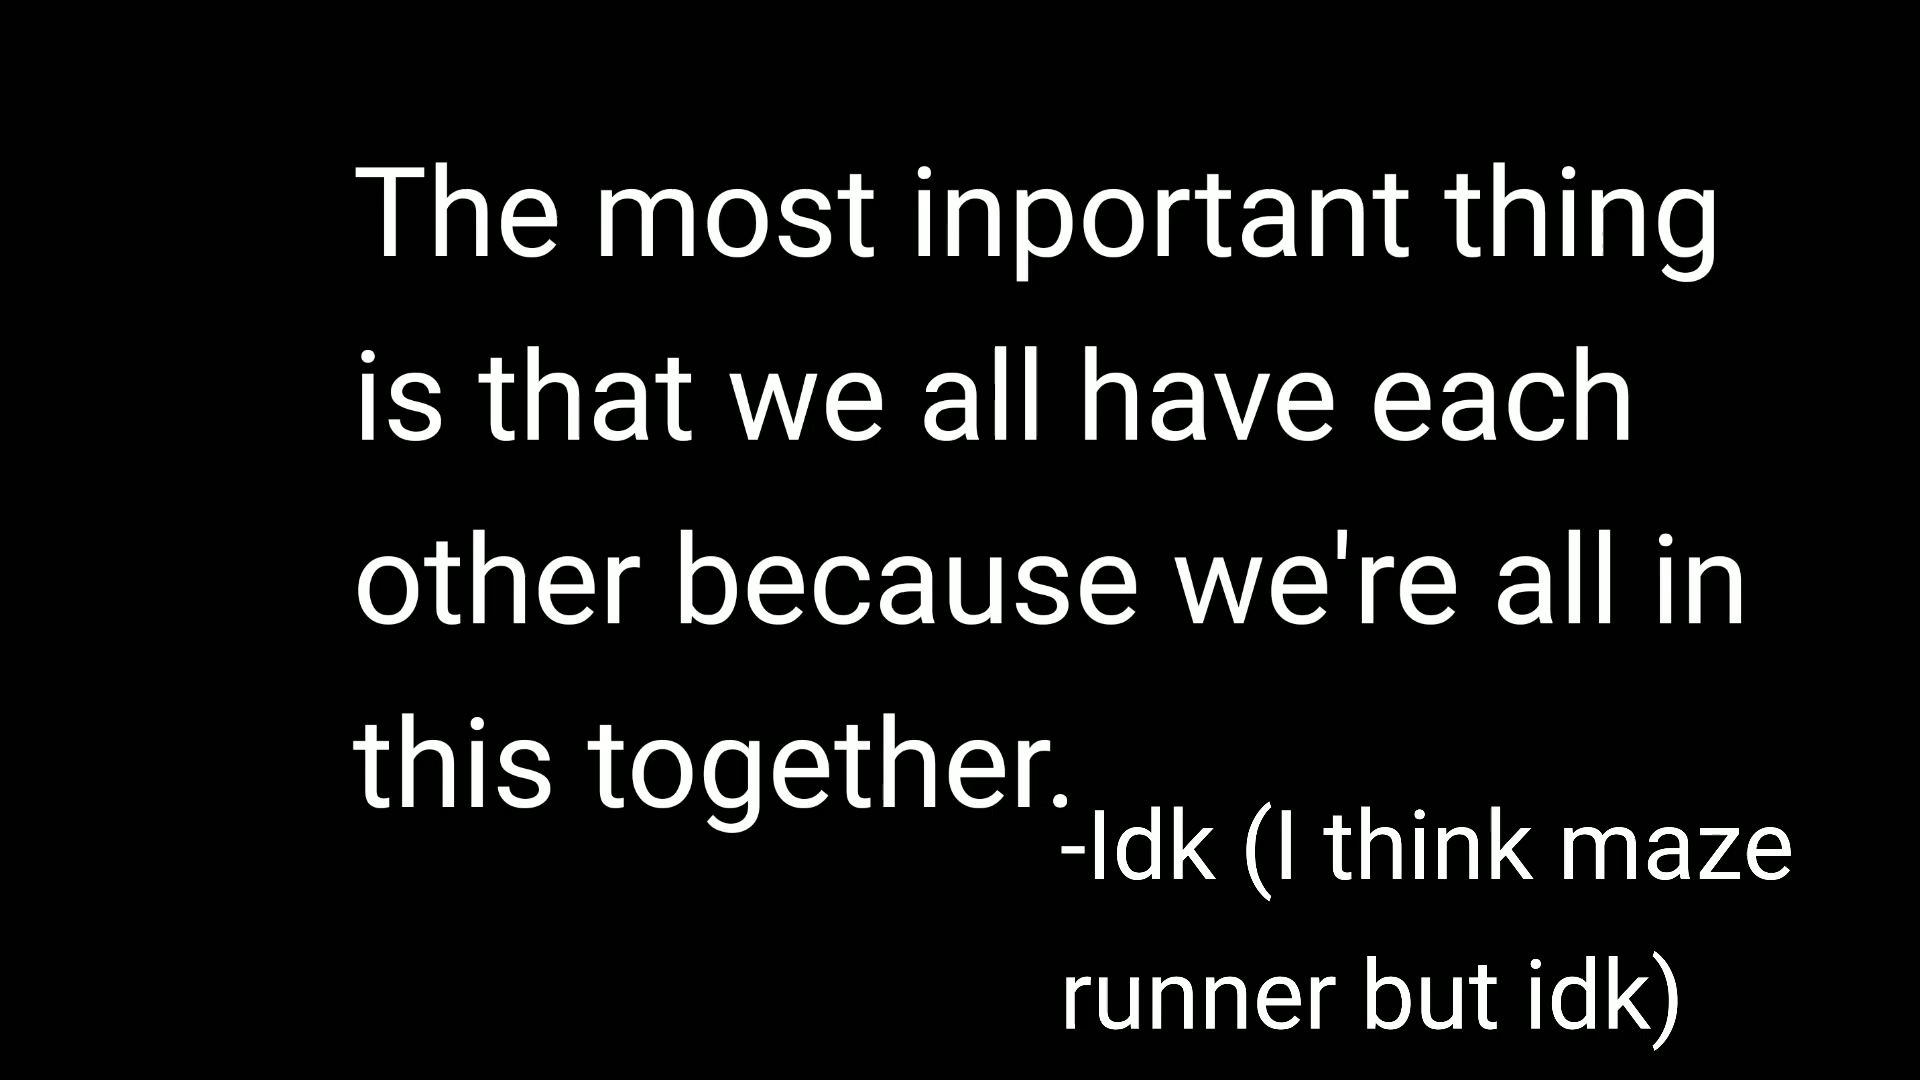 The most inportant thing
is that we all have each
other because we're all in
this together.
-Idk (I think maze
runner but idk)